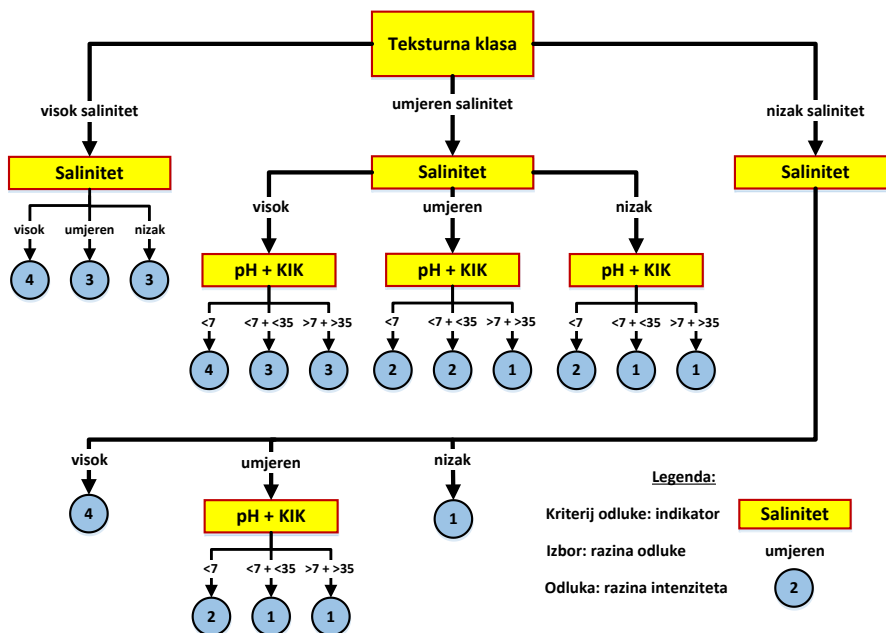 Teksturna klasa
visok salinitet
umjeren salinitet
nizak salinitet
Salinitet
Salinitet
Salinitet
visok
umjeren
nizak
visok
umjeren
nizak
4
3
3
pH + KIK
pH + KIK
pH + KIK
<7
<7 + <35
>7 + >35
<7
<7 + <35
>7 + >35
<7
<7 + <35
>7 + >35
4
3
3
2
2
1
2
1
1
visok
umjeren
nizak
4
pH + KIK
1
<7
<7 + <35
>7 + >35
2
1
1
Legenda:
Kriterij odluke: indikator
Salinitet
Izbor: razina odluke
umjeren
Odluka: razina intenziteta
2